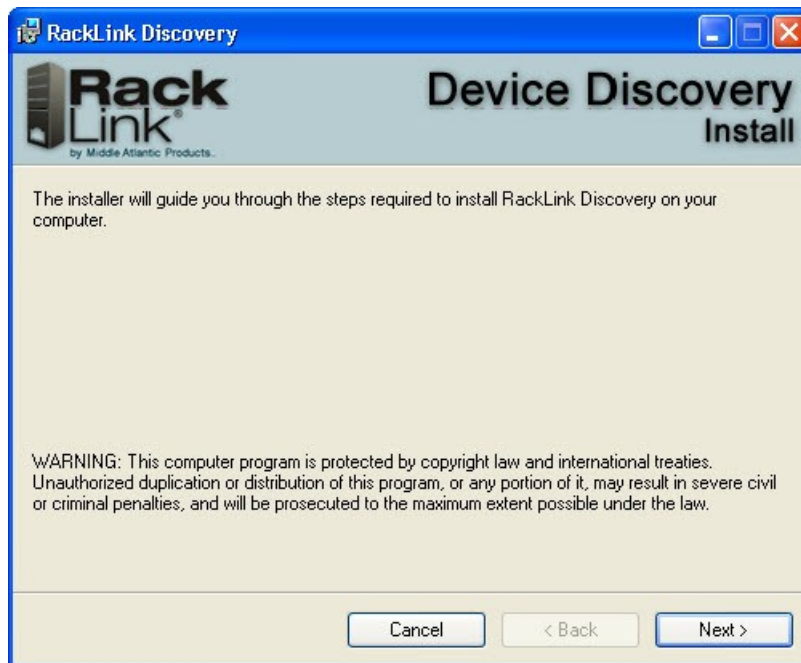 RackLink Discovery
Rack
Link®
by Middle Atlantic Products.
Device Discovery
Install
The installer will guide you through the steps required to install RackLink Discovery on your
computer.
WARNING: This computer program is protected by copyright law and international treaties.
Unauthorized duplication or distribution of this program, or any portion of it, may result in severe civil
or criminal penalties, and will be prosecuted to the maximum extent possible under the law.
Cancel
< Back
Next >